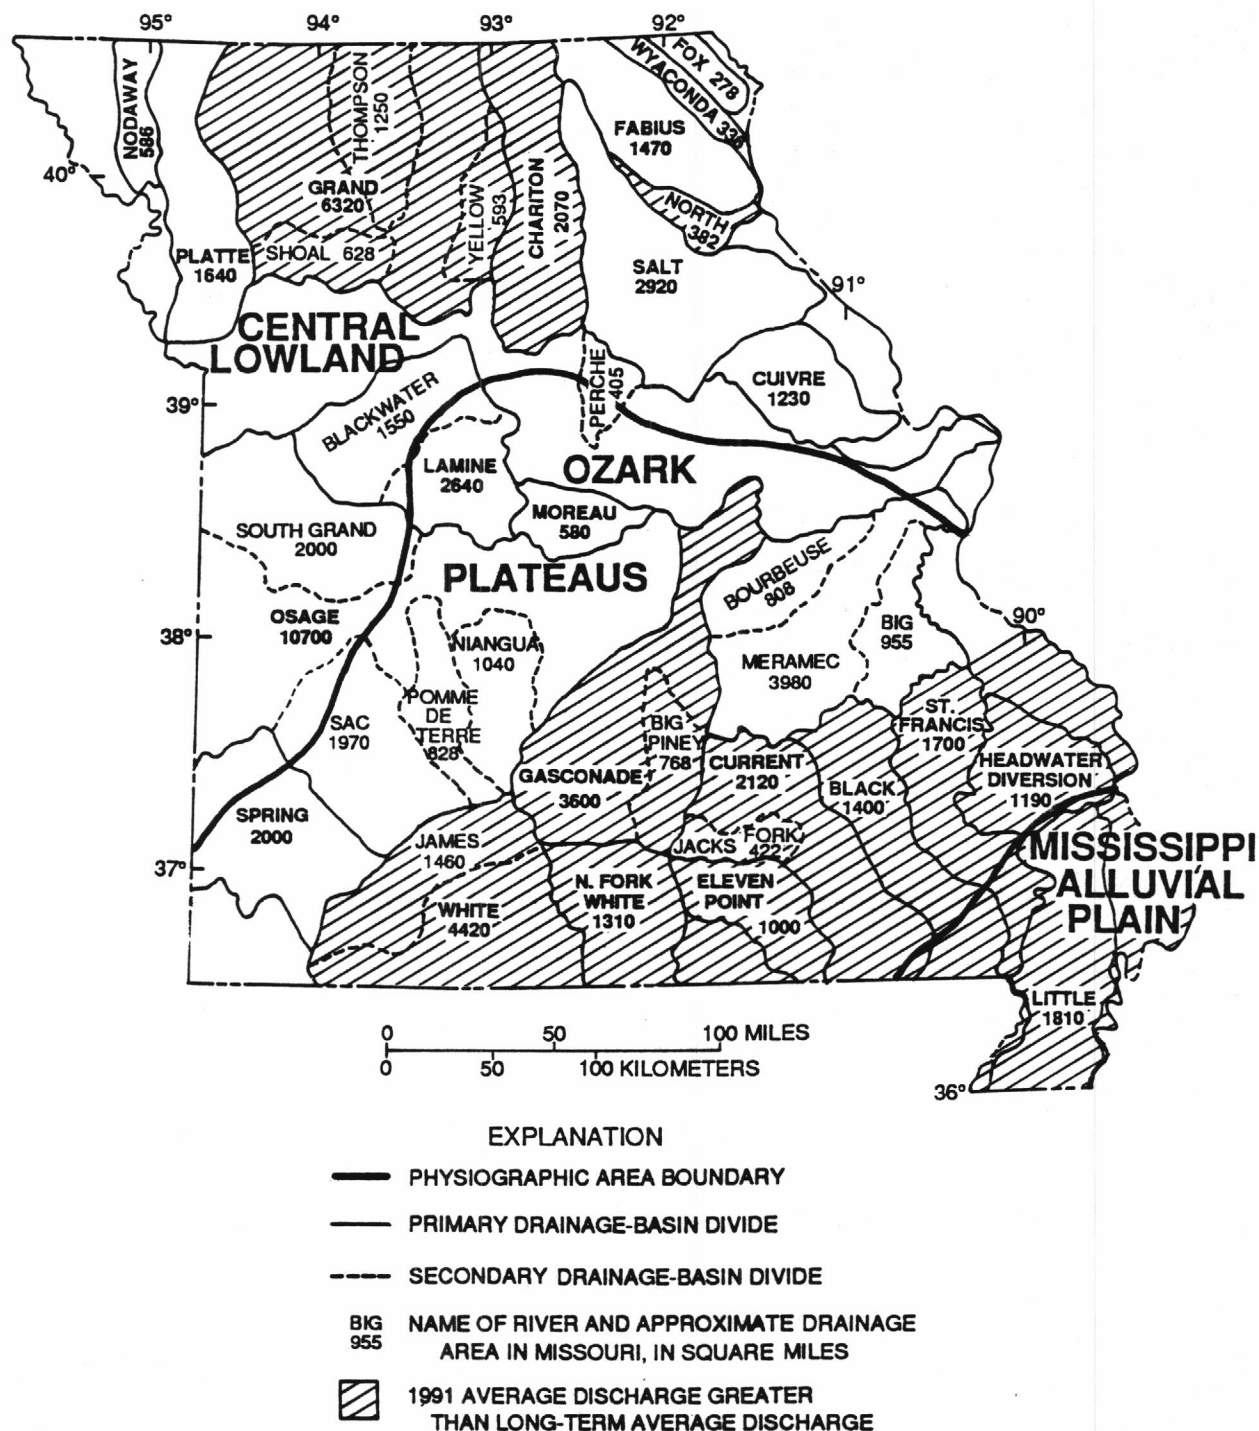 95° 94° 93° 92°
NODAWAY
586
THOMPSON
1250
FOX 278
WYACONDA 336
FABIUS
1470
40°
GRAND
6320
YELLOW
593
CHARITON
2070
NORTH
382
PLATTE
1640
SHOAL 628
SALT
2920
91°
CENTRAL
LOWLAND
PERCHE
405
CUIVRE
1230
39°
BLACKWATER
1550
LAMINE
2640
OZARK
MOREAU
580
SOUTH GRAND
2000
PLATEAUS
BOURBEUSE
808
OSAGE
10700
38°
NIANGUA
1040
BIG
955
90°
MERAMEC
3980
POMME
DE
TERRE
828
SAC
1970
BIG
PINEY
768
ST.
FRANCIS
1700
GASCONADE
3600
CURRENT
2120
BLACK
1400
HEADWATER
DIVERSION
1190
SPRING
2000
JAMES
1460
JACKS FORK
422
MISSISSIPPI
ALLUVIAL
PLAIN
37°
WHITE
4420
N. FORK
WHITE
1310
ELEVEN
POINT
1000
LITTLE
1810
36°
0 50 100 MILES
0 50 100 KILOMETERS
EXPLANATION
PHYSIOGRAPHIC AREA BOUNDARY
PRIMARY DRAINAGE-BASIN DIVIDE
SECONDARY DRAINAGE-BASIN DIVIDE
BIG
955
NAME OF RIVER AND APPROXIMATE DRAINAGE
AREA IN MISSOURI, IN SQUARE MILES
1991 AVERAGE DISCHARGE GREATER
THAN LONG-TERM AVERAGE DISCHARGE